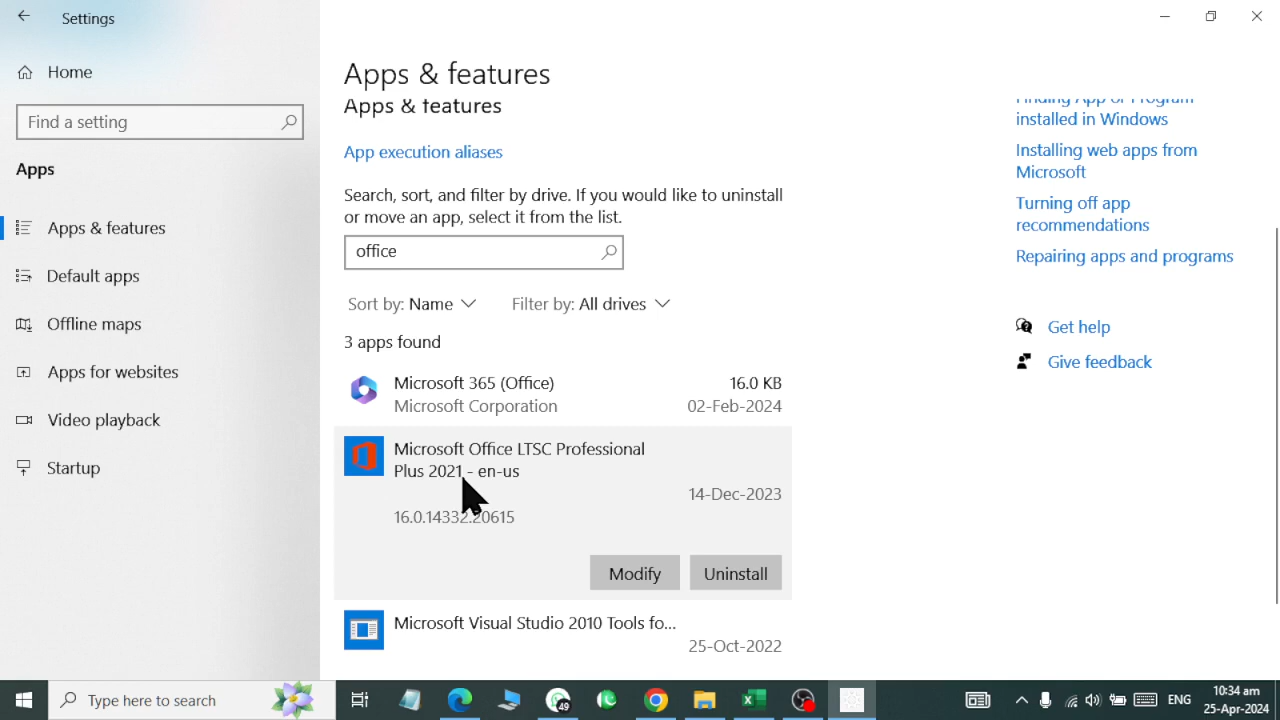 Settings
Home
Find a setting
Apps
Apps & features
Default apps
Offline maps
Apps for websites
Video playback
Startup
Apps & features
Apps & features
App execution aliases
Search, sort, and filter by drive. If you would like to uninstall
or move an app, select it from the list.
office
Sort by: Name
Filter by: All drives
3 apps found
Microsoft 365 (Office)
16.0 KB
Microsoft Corporation
02-Feb-2024
Microsoft Office LTSC Professional
Plus 2021 - en-us
14-Dec-2023
16.0.14332.20615
Modify
Uninstall
Microsoft Visual Studio 2010 Tools fo...
25-Oct-2022
Finding App or Program
installed in Windows
Installing web apps from
Microsoft
Turning off app
recommendations
Repairing apps and programs
Get help
Give feedback
Type here to search
49
ENG
10:34 am
25-Apr-2024